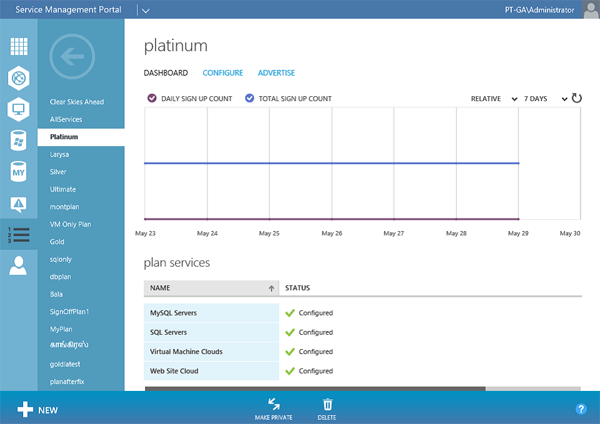 Service Management Portal
PT-GA\Administrator
Clear Skies Ahead
AllServices
Platinum
Larysa
Silver
Ultimate
montplan
VM Only Plan
Gold
sqlonly
dbplan
Bala
SignOffPlan1
MyPlan
goldlatest
planafterfix
MY
1
2
3
platinum
DASHBOARD CONFIGURE ADVERTISE
DAILY SIGN UP COUNT TOTAL SIGN UP COUNT RELATIVE 7 DAYS
May 23 May 24 May 25 May 26 May 27 May 28 May 29 May 30
plan services
NAME STATUS
MySQL Servers Configured
SQL Servers Configured
Virtual Machine Clouds Configured
Web Site Cloud Configured
NEW
MAKE PRIVATE DELETE
?